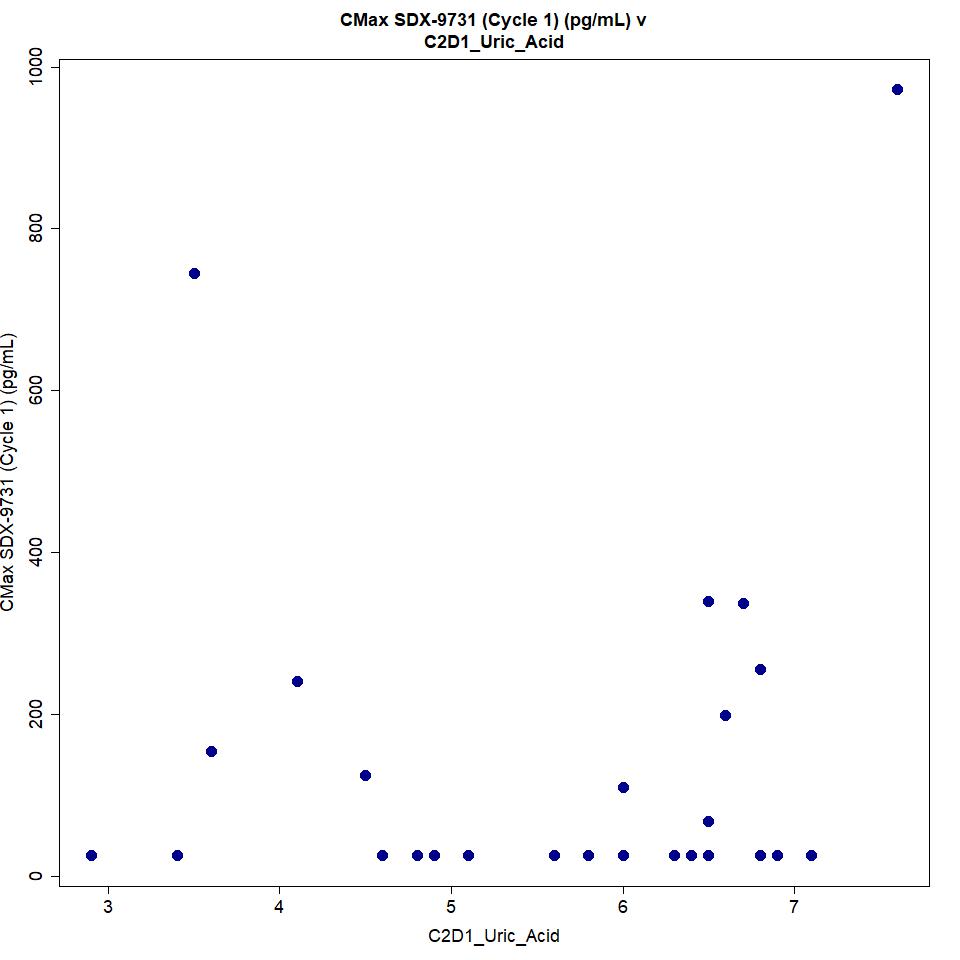 CMax SDX-9731 (Cycle 1) (pg/mL) v
C2D1_Uric_Acid
CMax SDX-9731 (Cycle 1) (pg/mL)
1000
800
600
400
200
0
3 4 5 6 7
C2D1_Uric_Acid